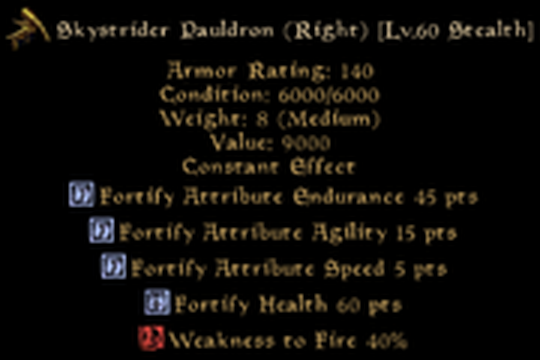 Skystrider Pauldron (Right) [Lv.60 Stealth]
Armor Rating: 140
Condition: 6000/6000
Weight: 8 (Medium)
Value: 9000
Constant Effect
Fortify Attribute Endurance 45 pts
Fortify Attribute Agility 15 pts
Fortify Attribute Speed 5 pts
Fortify Health 60 pts
Weakness to Fire 40%